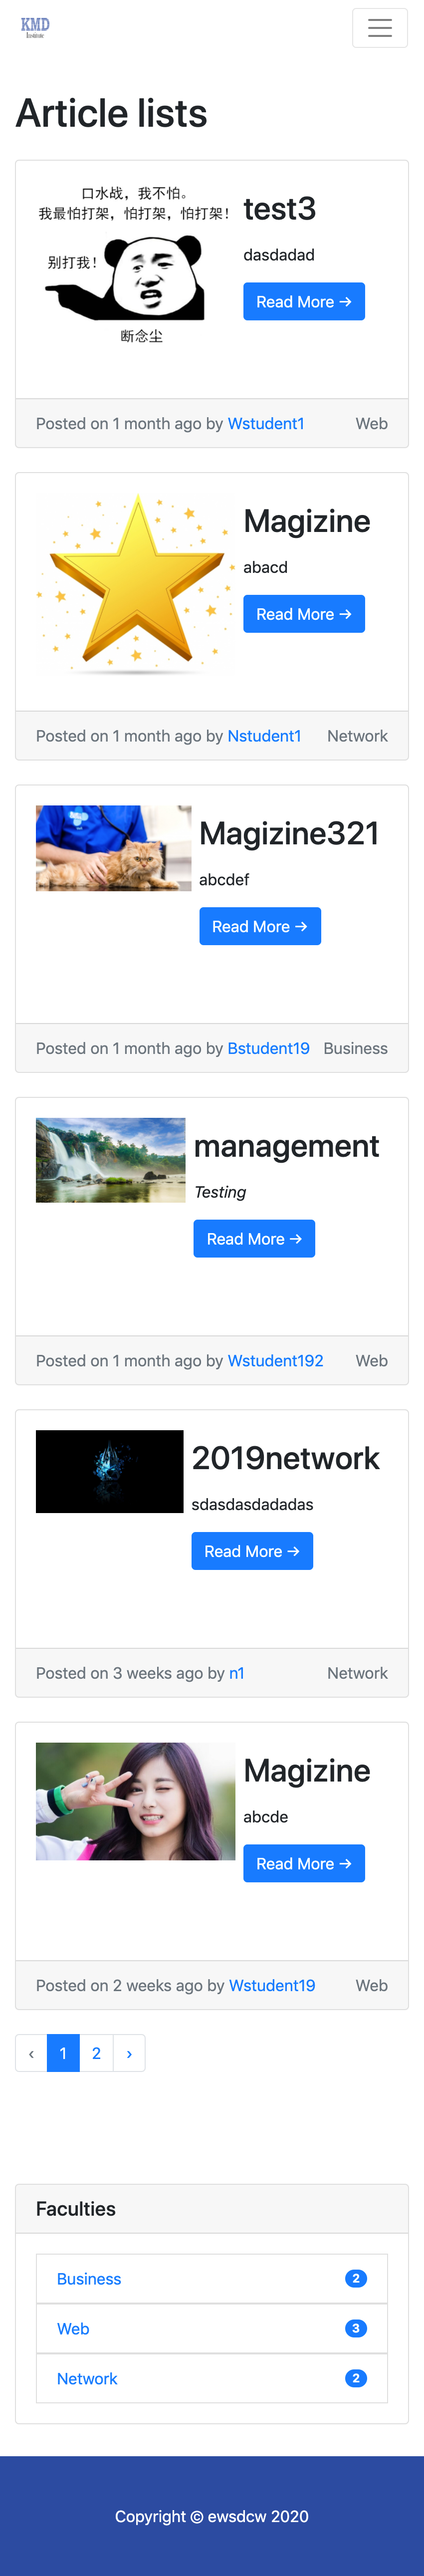 KMD
Institute
Article lists
口水战，我不怕。
我最怕打架，怕打架，怕打架！
别打我！
断念尘
test3
dasdadad
Read More →
Posted on 1 month ago by Wstudent1
Web
Magizine
abacd
Read More →
Posted on 1 month ago by Nstudent1
Network
Magizine321
abcdef
Read More →
Posted on 1 month ago by Bstudent19
Business
management
Testing
Read More →
Posted on 1 month ago by Wstudent192
Web
2019network
sdasdasdadadas
Read More →
Posted on 3 weeks ago by n1
Network
Magizine
abcde
Read More →
Posted on 2 weeks ago by Wstudent19
Web
‹ 1 2 ›
Faculties
Business 2
Web 3
Network 2
Copyright © ewsdcw 2020